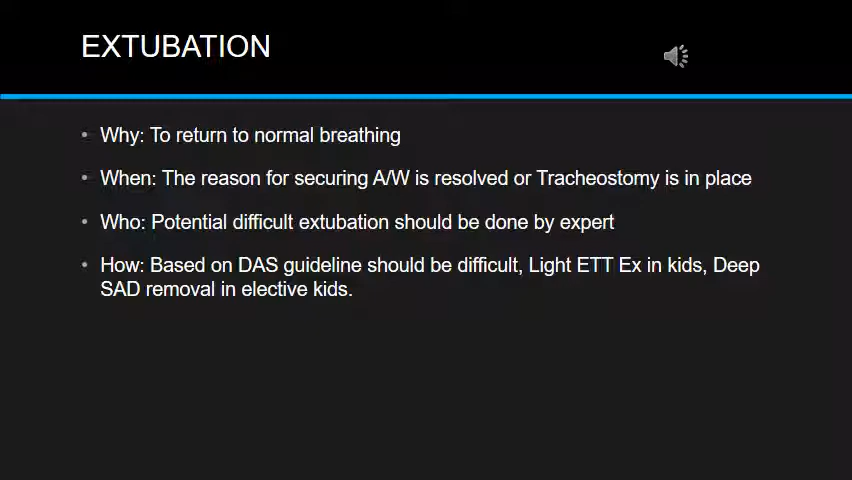 EXTUBATION
• Why: To return to normal breathing
• When: The reason for securing A/W is resolved or Tracheostomy is in place
• Who: Potential difficult extubation should be done by expert
• How: Based on DAS guideline should be difficult, Light ETT Ex in kids, Deep
SAD removal in elective kids.